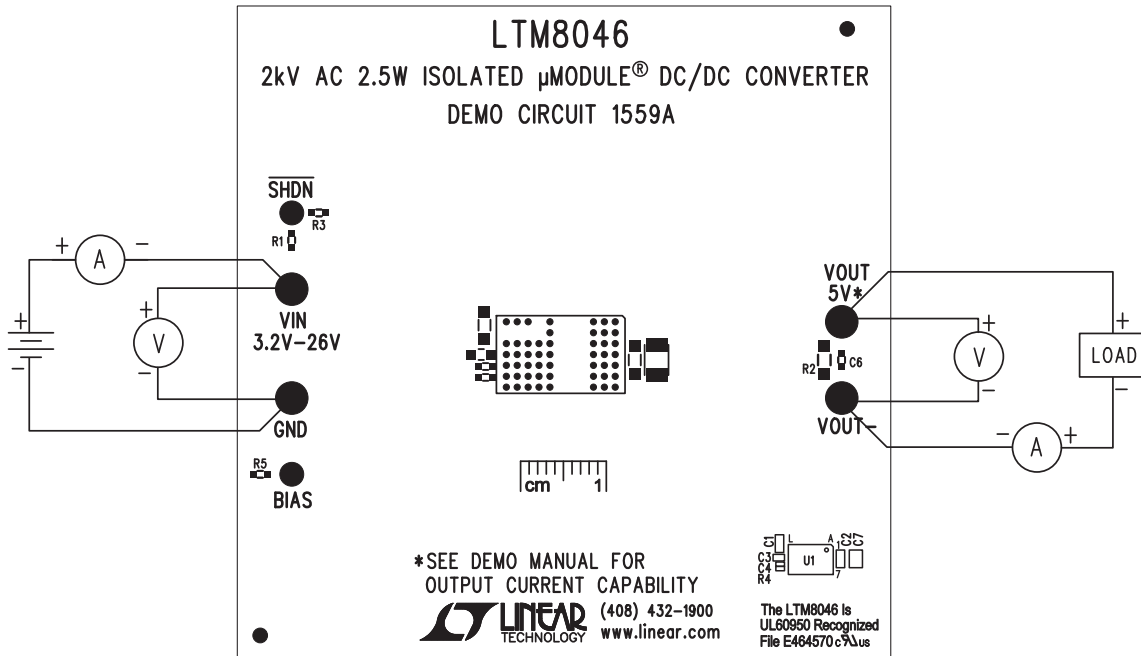 LTM8046
2kV AC 2.5W ISOLATED µMODULE® DC/DC CONVERTER
DEMO CIRCUIT 1559A
SHDN
R3
R1
+ A -
+ V -
+
-
VIN
3.2V-26V
GND
R5
BIAS
VOUT
5V*
R2
C6
VOUT-
+ V -
+
LOAD
-
- A +
cm 1
*SEE DEMO MANUAL FOR
OUTPUT CURRENT CAPABILITY
LINEAR
TECHNOLOGY
(408) 432-1900
www.linear.com
C1
C3
C4
R4
L A 1
U1
7
C2
C7
The LTM8046 Is
UL60950 Recognized
File E464570 c US